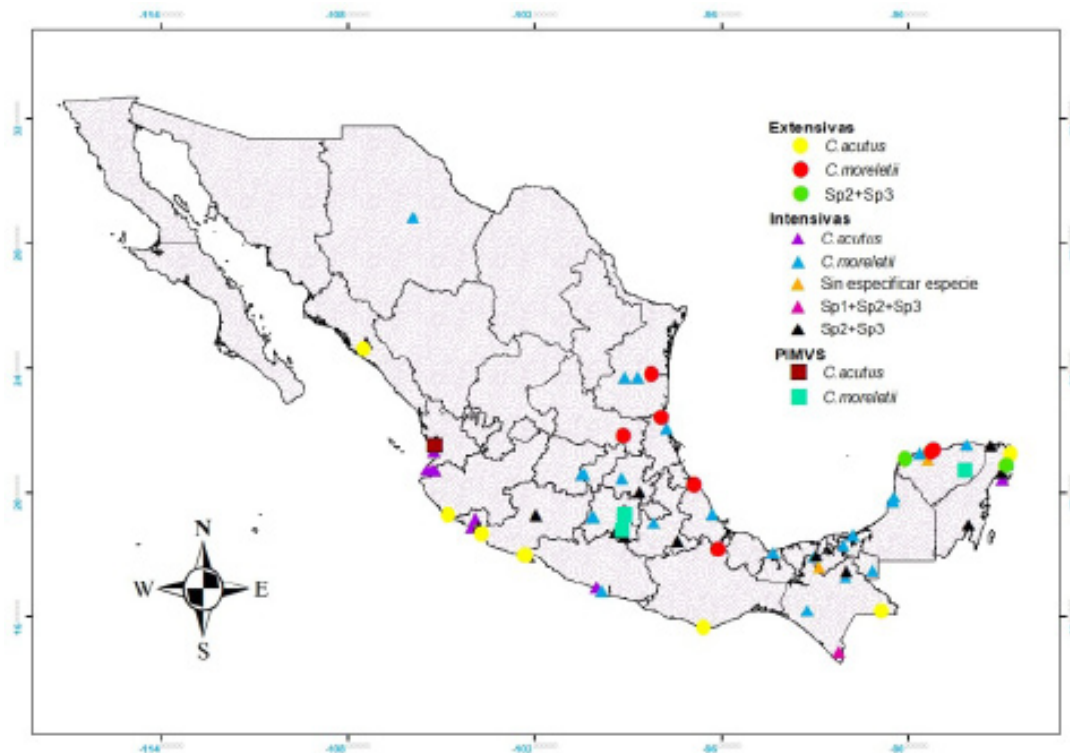 Extensivas
C.acutus
C.moreletii
Sp2+Sp3
Intensivas
C.acutus
C.moreletii
Sin especificar especie
Sp1+Sp2+Sp3
Sp2+Sp3
PIMVS
C.acutus
C.moreletii
N
W
E
S